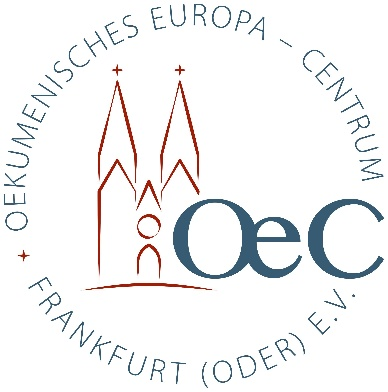 OEKUMENISCHES EUROPA – CENTRUM
OeC
FRANKFURT (ODER) E.V.